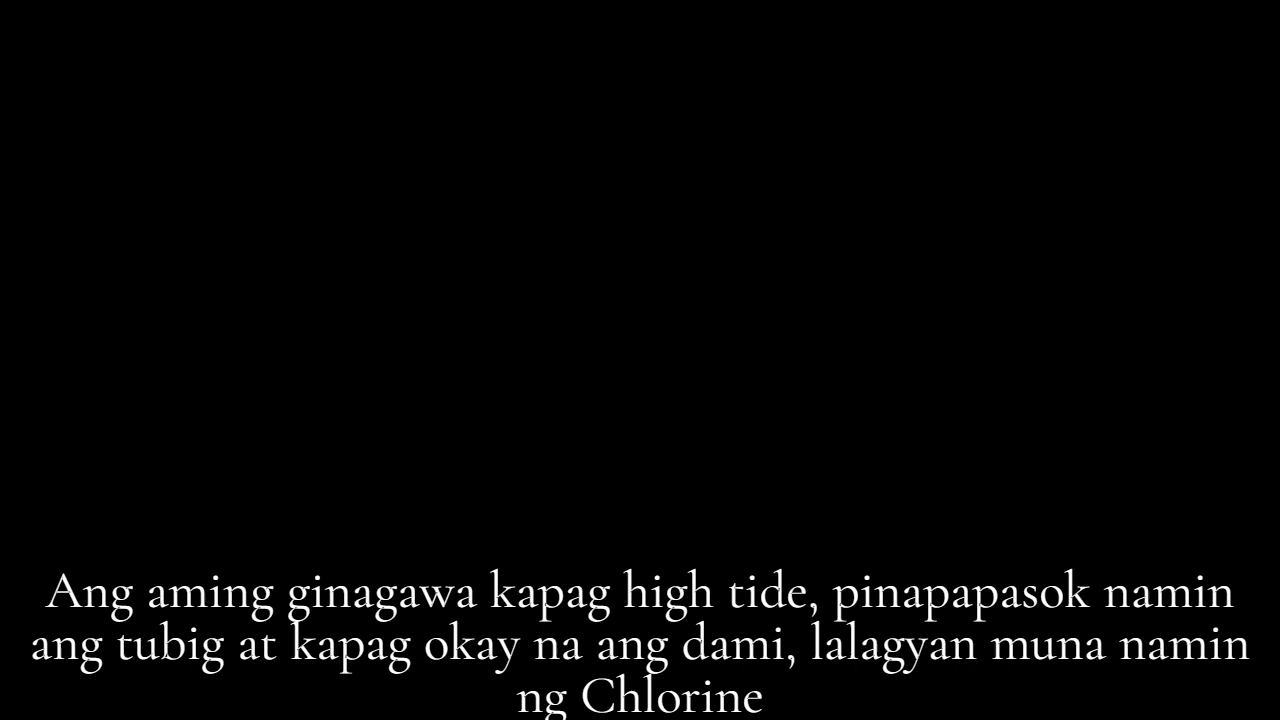 Ang aming ginagawa kapag high tide, pinapapasok namin
ang tubig at kapag okay na ang dami, lalagyan muna namin
ng Chlorine